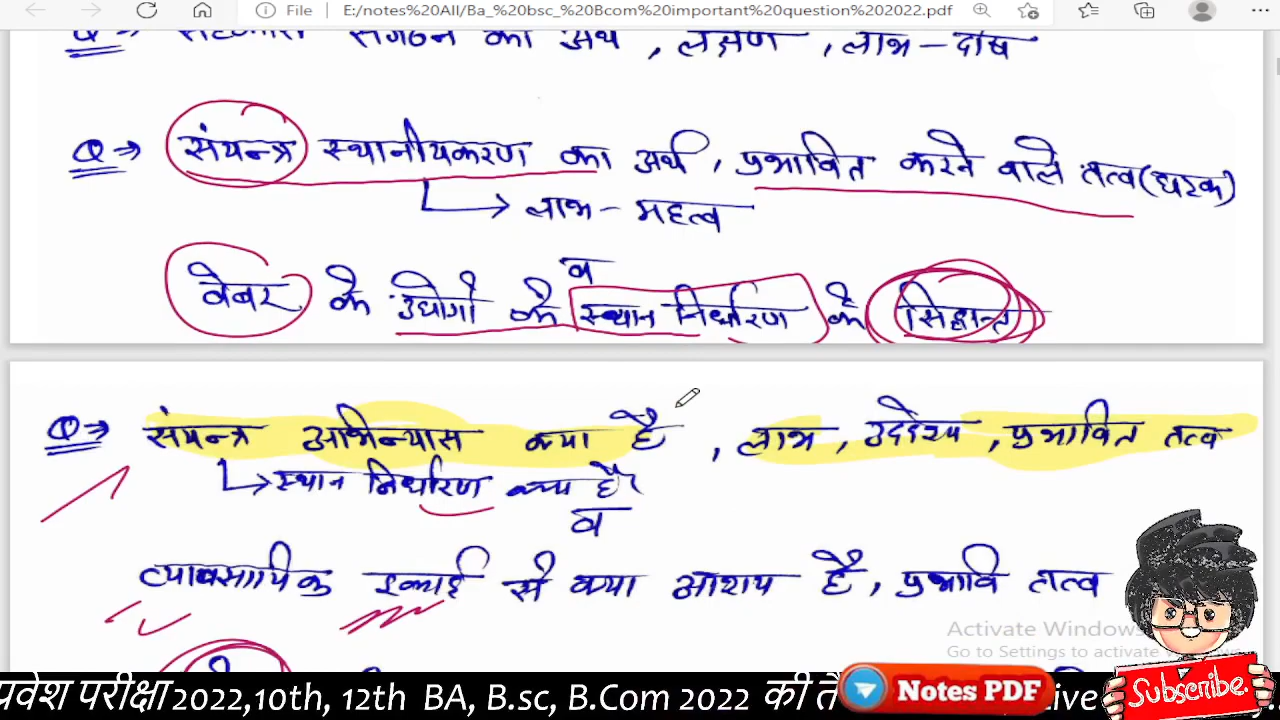 File E:/notes%20All/Ba_%20bsc_%20Bcom%20important%20question%202022.pdf
संगठन का अर्थ, लक्षण, लाभ - दोष
Q ⇒ संयन्त्र स्थानीयकरण का अर्थ, प्रभावित करने वाले तत्व (घटक)
→ लाभ - महत्व
व
वेबर के उद्योगों के स्थान निर्धारण के सिद्धान्त
Q ⇒ संयन्त्र अभिन्यास क्या है, लाभ, उद्देश्य, प्रभावित तत्व
→ स्थान निर्धारण क्या है?
व
व्यावसायिक इकाई से क्या आशय है, प्रभावि तत्व
Activate Windows
Go to Settings to activate
प्रवेश परीक्षा 2022,10th, 12th BA, B.sc, B.Com 2022 की
Notes PDF
Subscribe